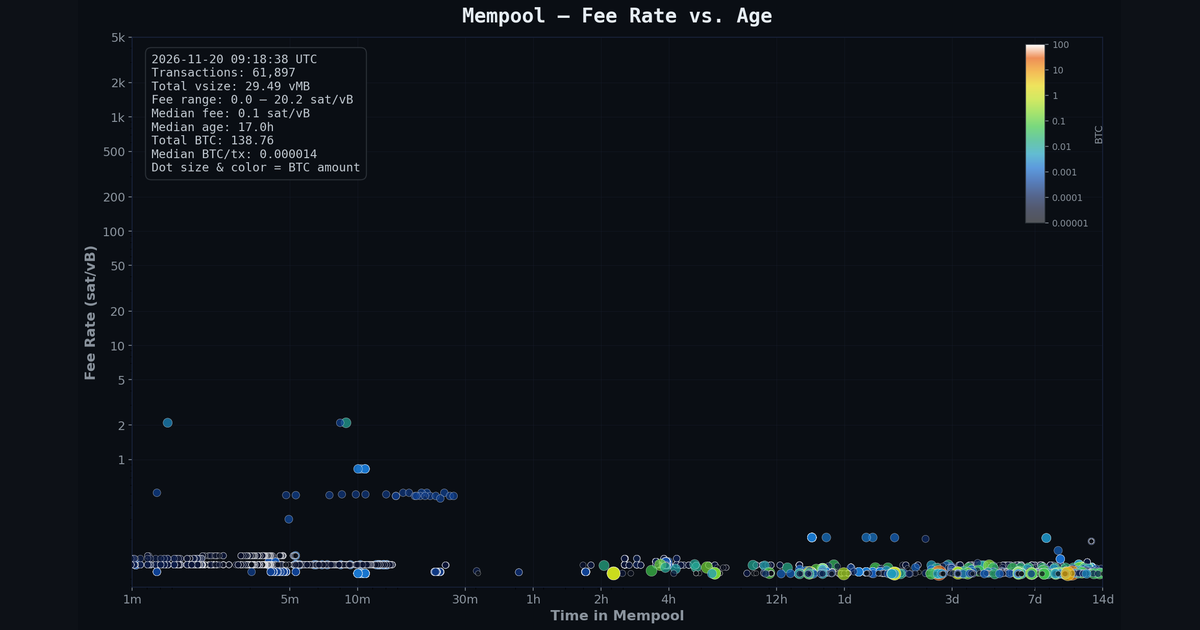 Mempool — Fee Rate vs. Age
2026-11-20 09:18:38 UTC
Transactions: 61,897
Total vsize: 29.49 vMB
Fee range: 0.0 — 20.2 sat/vB
Median fee: 0.1 sat/vB
Median age: 17.0h
Total BTC: 138.76
Median BTC/tx: 0.000014
Dot size & color = BTC amount
100
10
1
0.1
0.01
0.001
0.0001
0.00001
BTC
Fee Rate (sat/vB)
5k
2k
1k
500
200
100
50
20
10
5
2
1
1m 5m 10m 30m 1h 2h 4h 12h 1d 3d 7d 14d
Time in Mempool